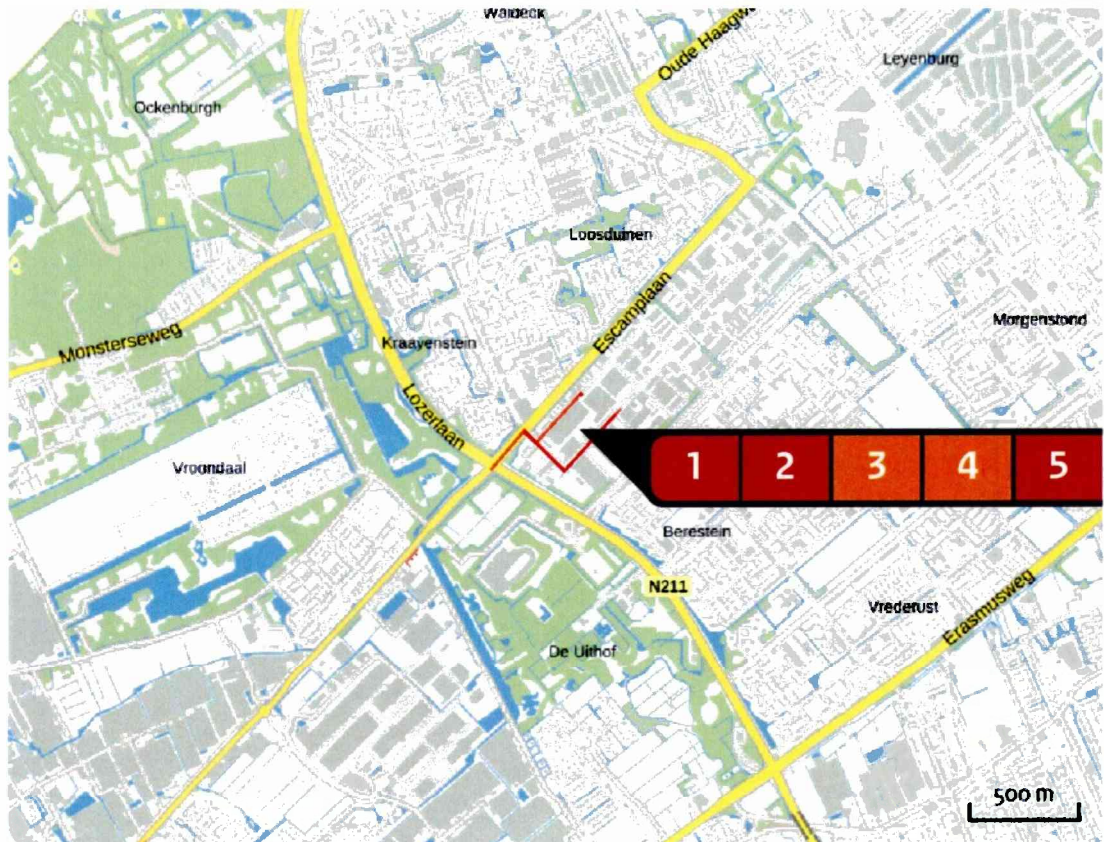 Waldeck
Oude Haagw
Leyenburg
Ockenburgh
Loosduinen
Escamplaan
Morgenstond
Monsterseweg
Kraayenstein
Lozerlaan
Vroondaal
1 2 3 4 5
Berestein
N211
Vrederust
Erasmusweg
De Uithof
500 m